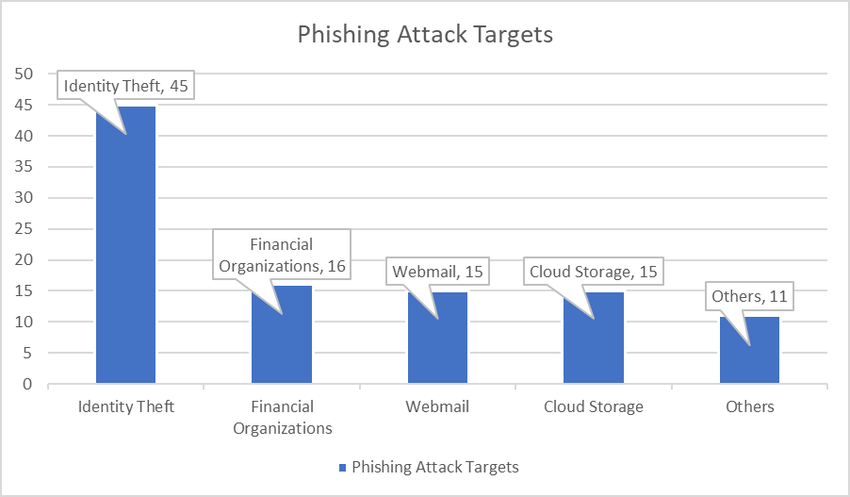 Phishing Attack Targets
50
45
40
35
30
25
20
15
10
5
0
Identity Theft, 45
Financial
Organizations, 16
Webmail, 15
Cloud Storage, 15
Others, 11
Identity Theft
Financial
Organizations
Webmail
Cloud Storage
Others
Phishing Attack Targets